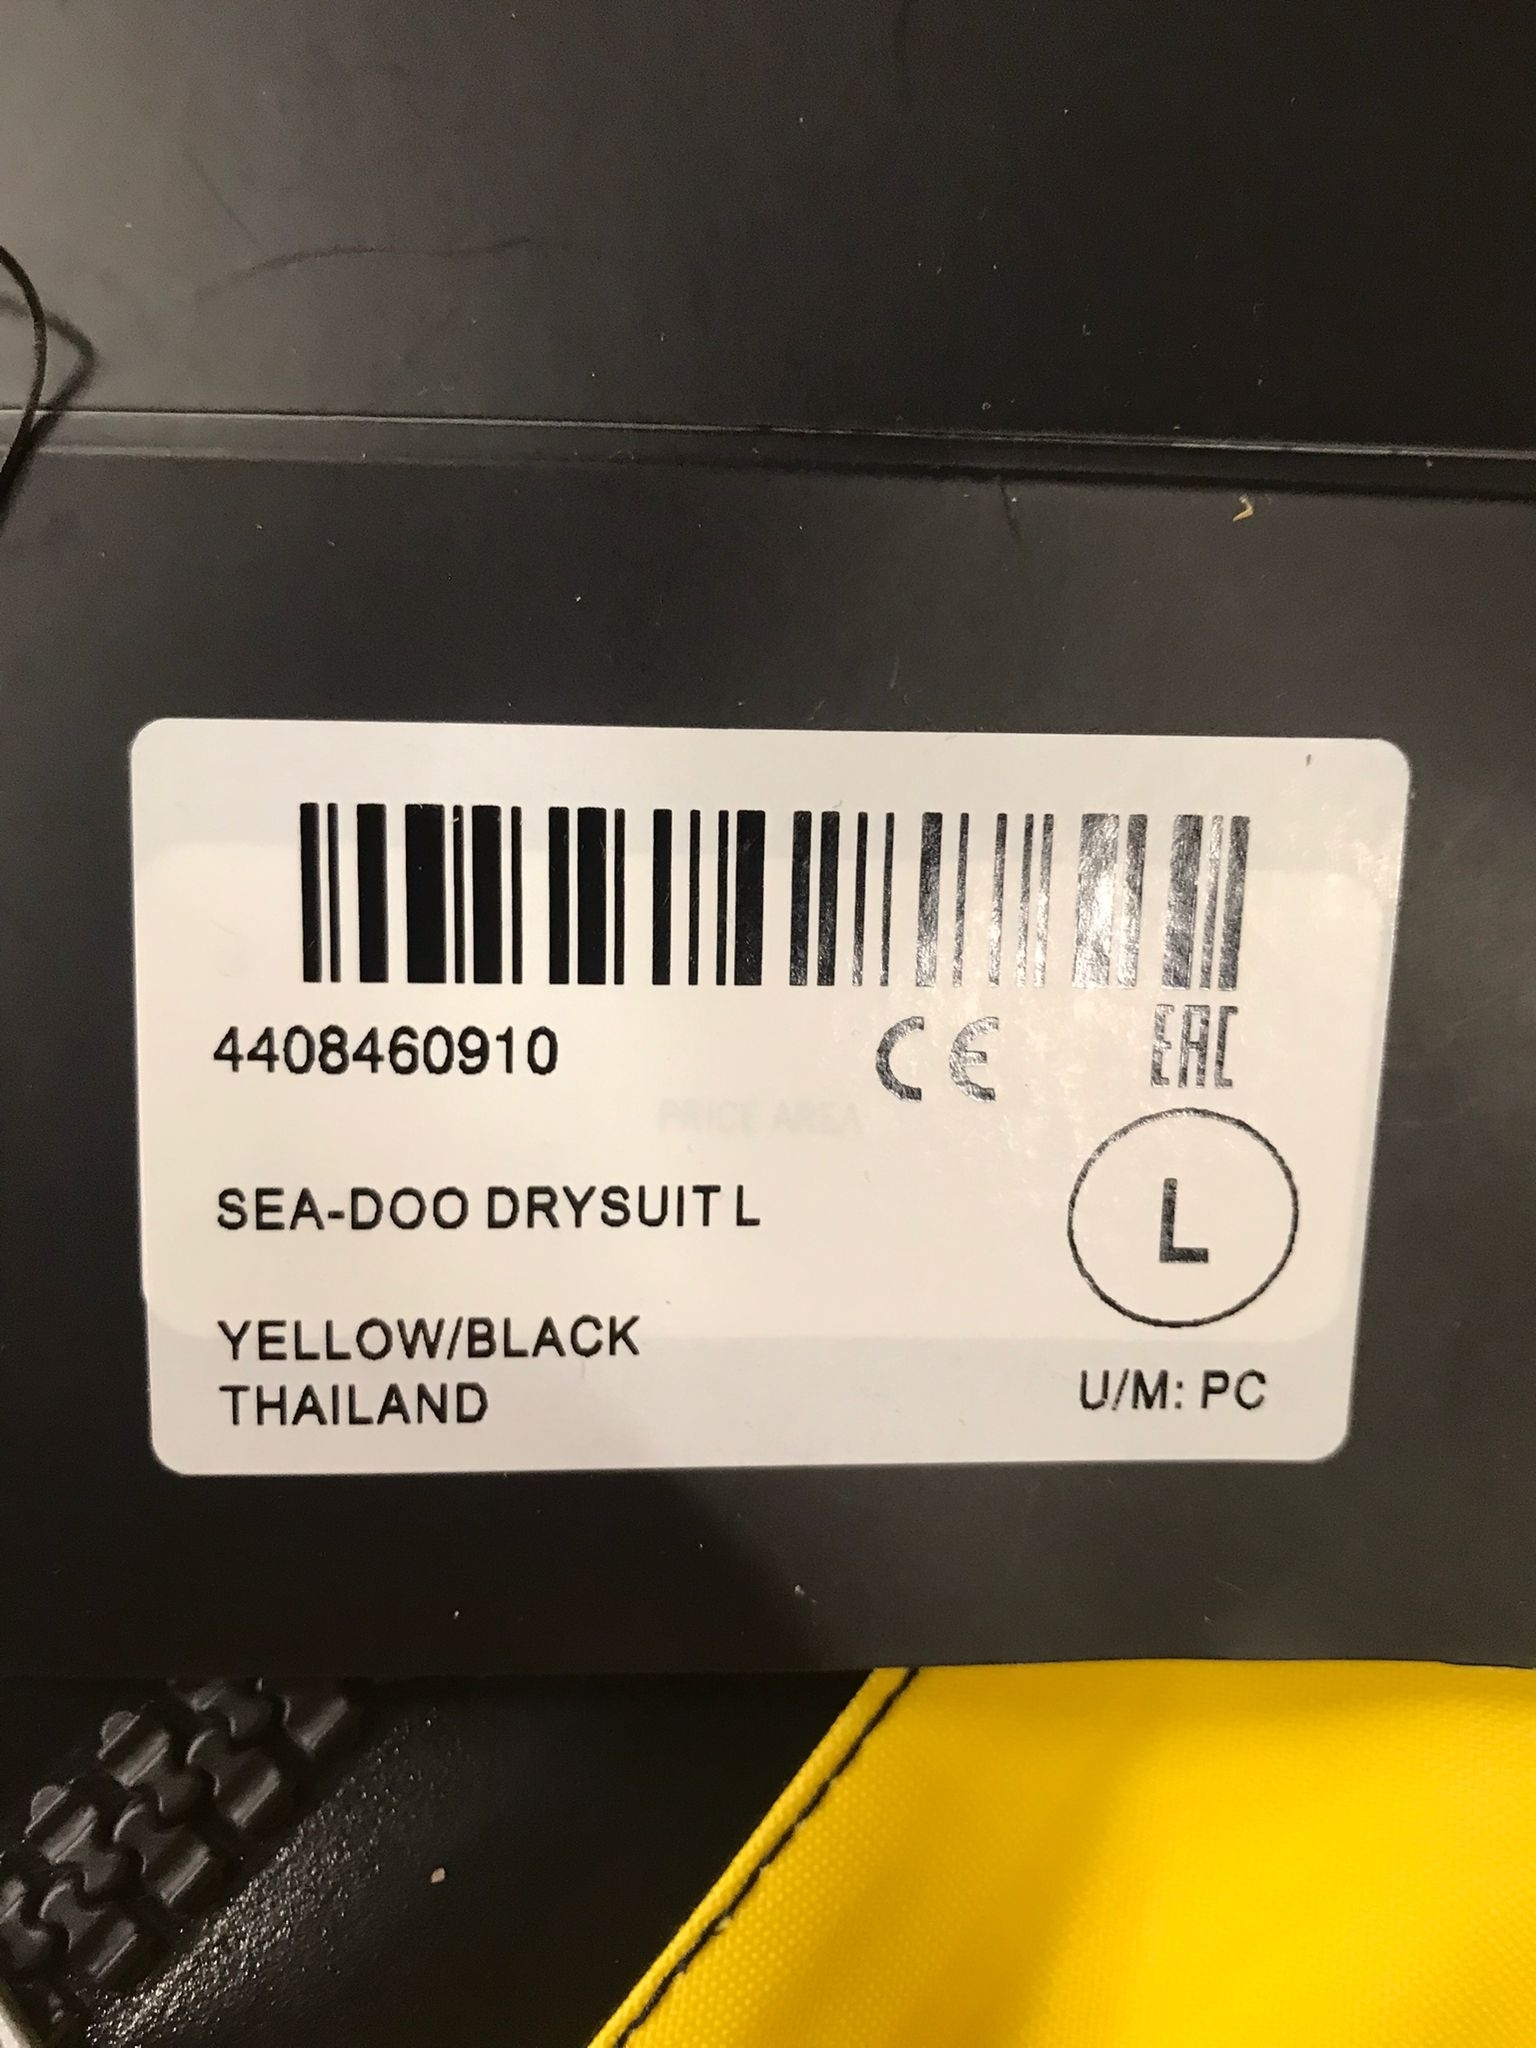 4408460910
CE
EAC
PRICE AREA
SEA-DOO DRYSUIT L
L
YELLOW/BLACK
THAILAND
U/M: PC